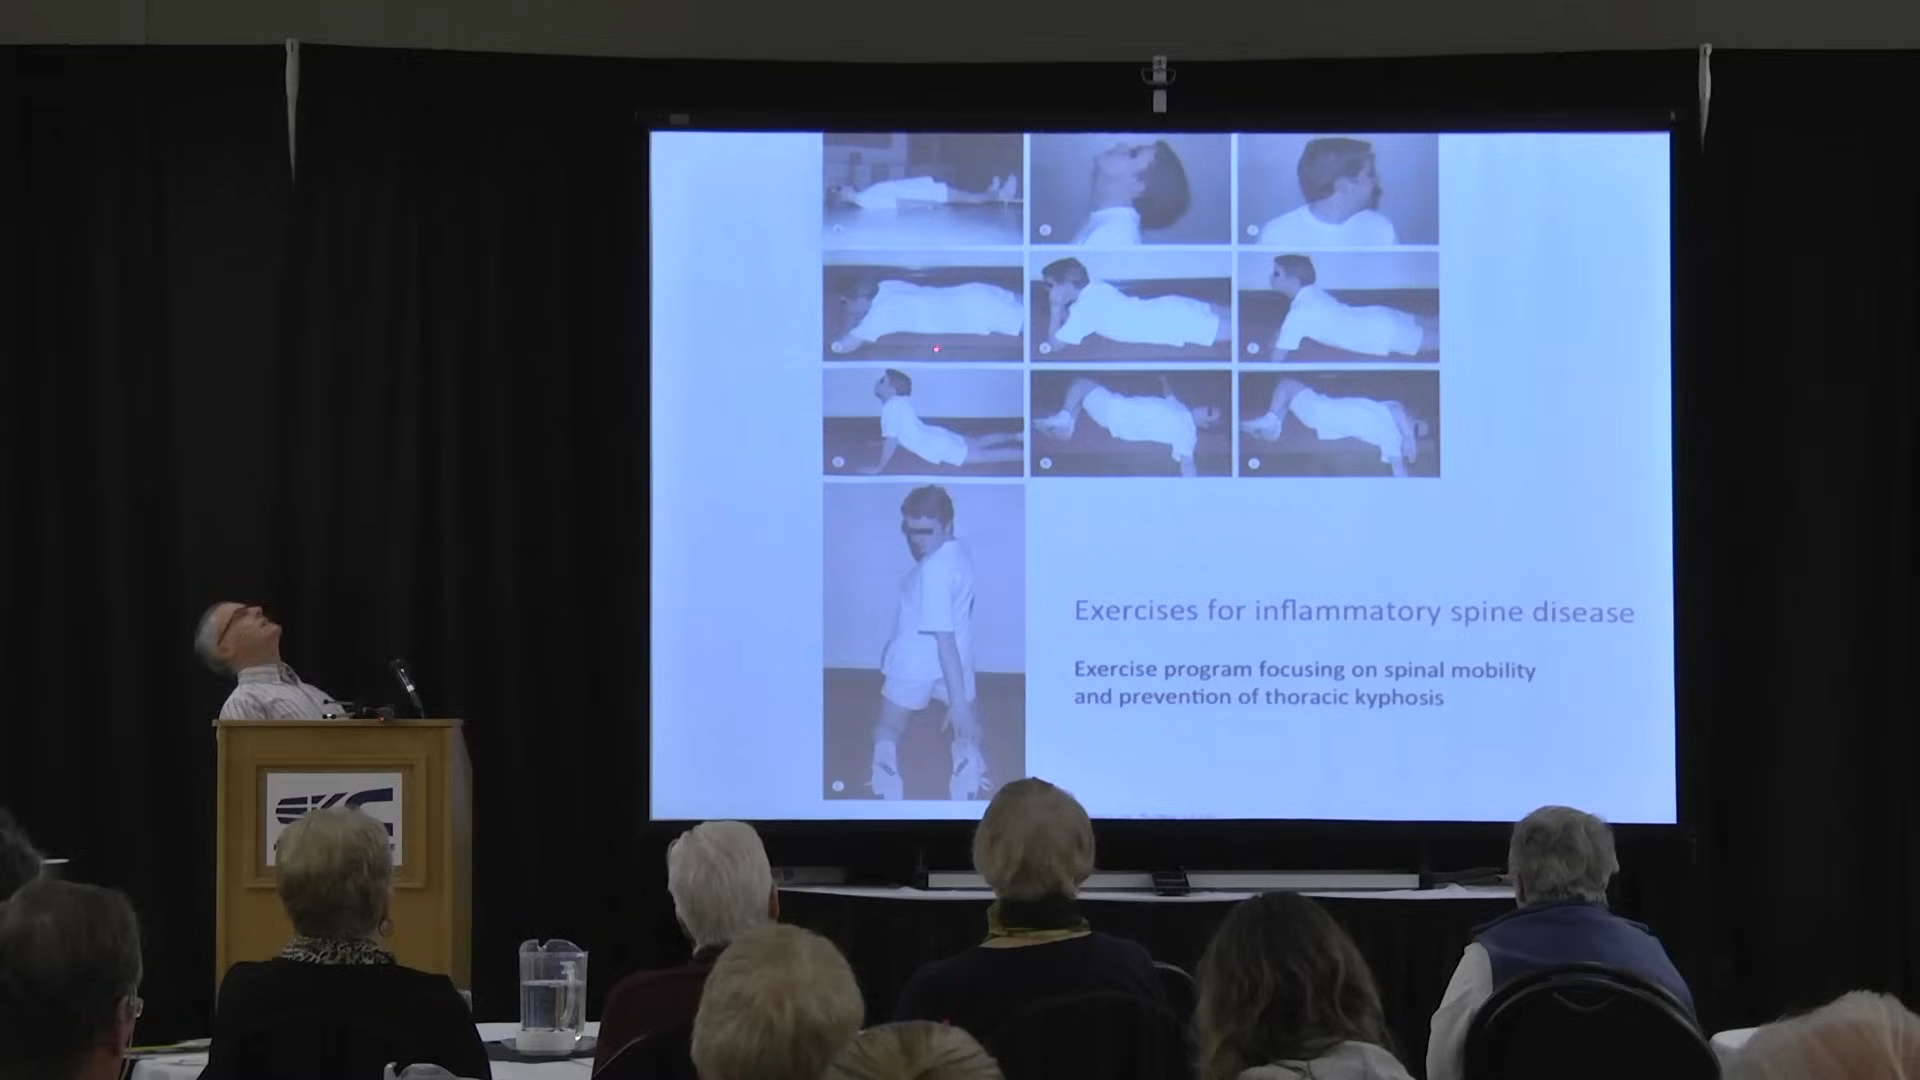 Exercises for inflammatory spine disease
Exercise program focusing on spinal mobility
and prevention of thoracic kyphosis